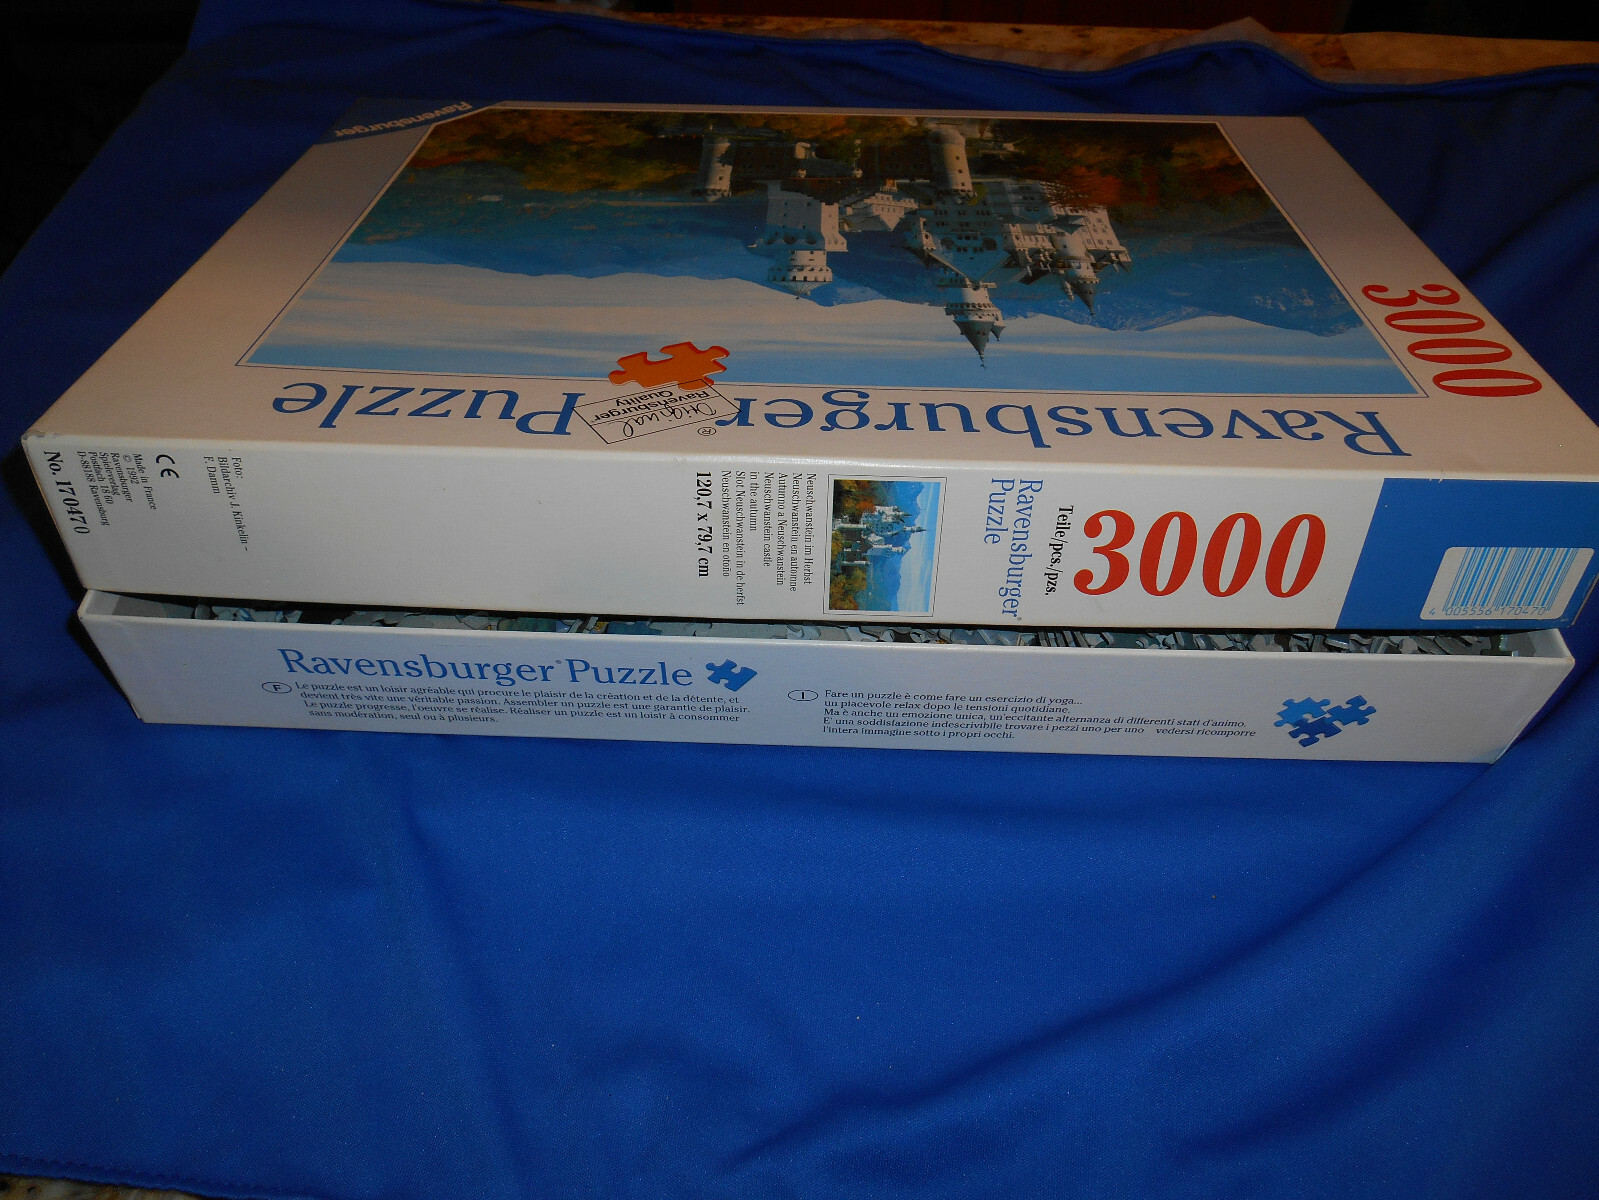 Ravensburger
3000
Ravensburger Puzzle
®
Original
Ravensburger
Quality
No. 170470
Made in France
© 1992
Ravensburger
Spieleverlag
Postfach 18 60
D-88188 Ravensburg
CE
Foto:
Bildarchiv J. Kinkelin –
F. Damm
Neuschwanstein im Herbst
Neuschwanstein en automne
Autunno a Neuschwanstein
Neuschwanstein castle
in the autumn
Slot Neuschwanstein in de herfst
Neuschwanstein en otoño
120,7 x 79,7 cm
Ravensburger®
Puzzle
Teile/pcs./pzs.
3000
4 005556 170470
Ravensburger® Puzzle
F Le puzzle est un loisir agréable qui procure le plaisir de la création et de la détente, et
devient très vite une véritable passion. Assembler un puzzle est une garantie de plaisir.
Le puzzle progresse, l'oeuvre se réalise. Réaliser un puzzle est un loisir à consommer
sans modération, seul ou à plusieurs.
I Fare un puzzle è come fare un esercizio di yoga...
un piacevole relax dopo le tensioni quotidiane.
Ma è anche un emozione unica, un'eccitante alternanza di differenti stati d'animo.
E' una soddisfazione indescrivibile trovare i pezzi uno per uno vedersi ricomporre
l'intera immagine sotto i propri occhi.